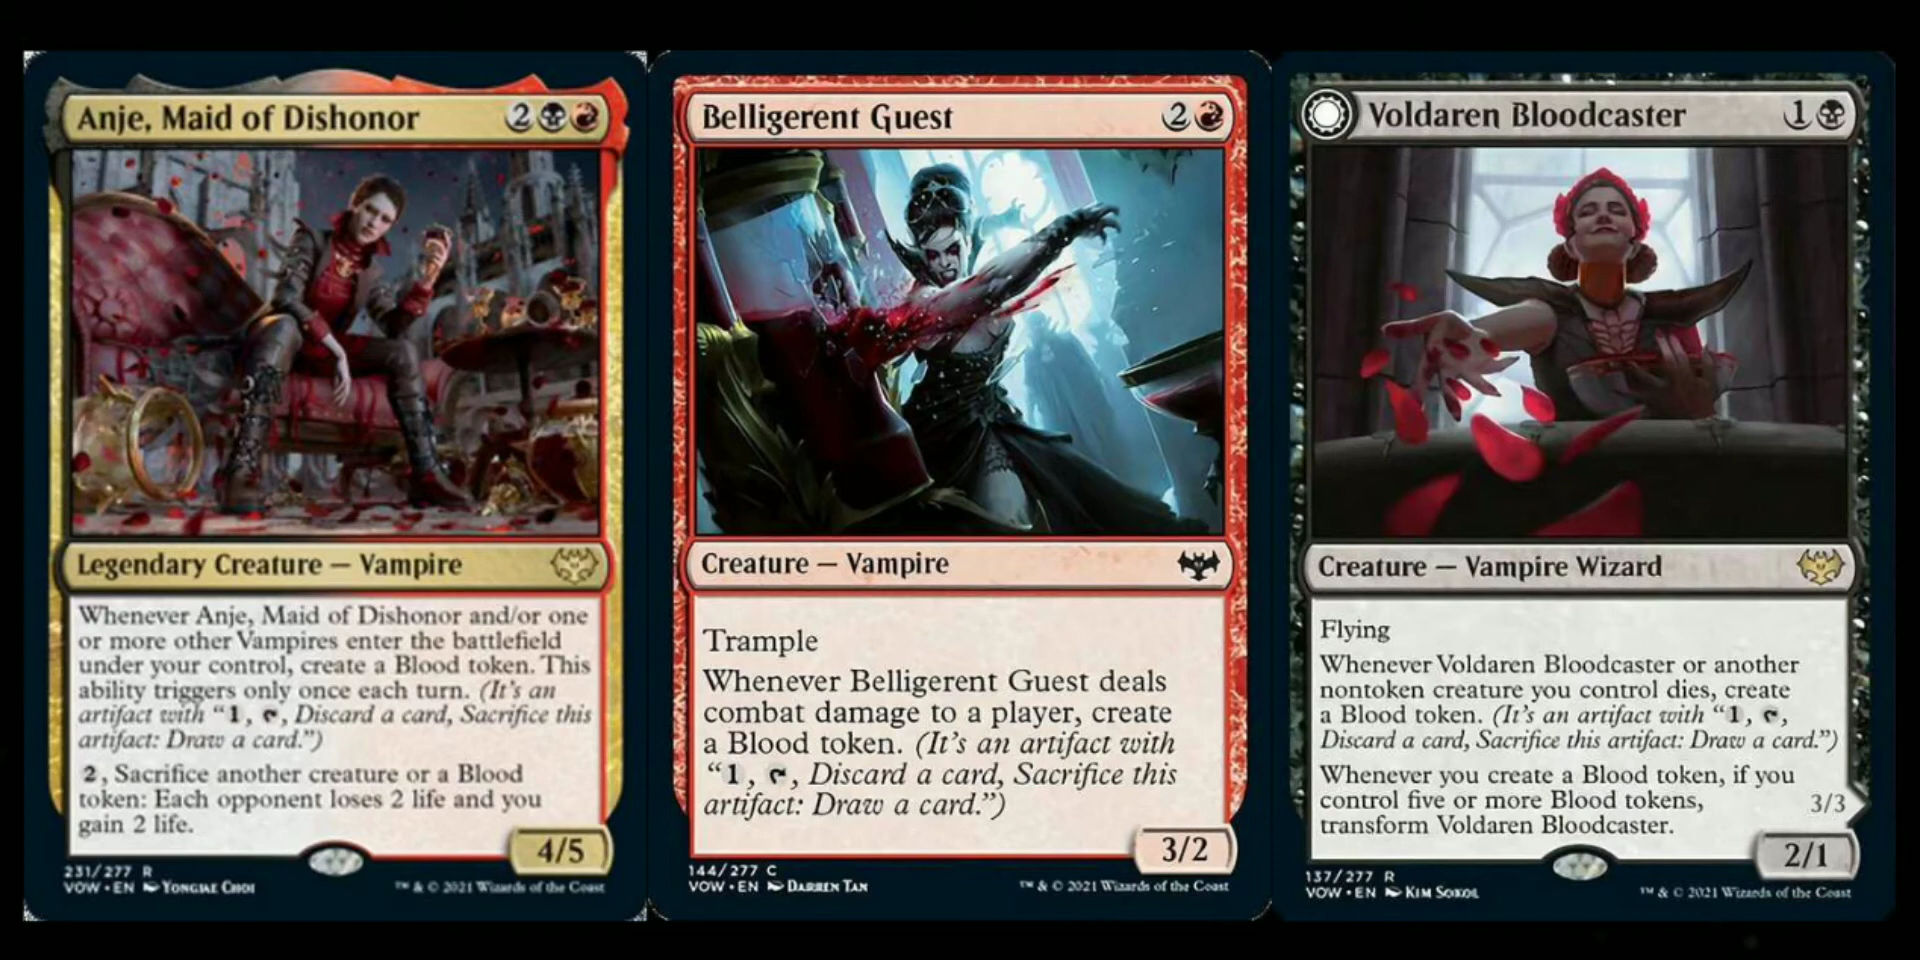 Anje, Maid of Dishonor 2
Legendary Creature — Vampire
Whenever Anje, Maid of Dishonor and/or one
or more other Vampires enter the battlefield
under your control, create a Blood token. This
ability triggers only once each turn. (It's an
artifact with “1, , Discard a card, Sacrifice this
artifact: Draw a card.”)
2, Sacrifice another creature or a Blood
token: Each opponent loses 2 life and you
gain 2 life.
4/5
231/277 R
VOW • EN YONGJAE CHOI
™ & © 2021 Wizards of the Coast
Belligerent Guest 2
Creature — Vampire
Trample
Whenever Belligerent Guest deals
combat damage to a player, create
a Blood token. (It's an artifact with
“1, , Discard a card, Sacrifice this
artifact: Draw a card.”)
3/2
144/277 C
VOW • EN DARREN TAN
™ & © 2021 Wizards of the Coast
Voldaren Bloodcaster 1
Creature — Vampire Wizard
Flying
Whenever Voldaren Bloodcaster or another
nontoken creature you control dies, create
a Blood token. (It's an artifact with “1, ,
Discard a card, Sacrifice this artifact: Draw a card.”)
Whenever you create a Blood token, if you
control five or more Blood tokens,
transform Voldaren Bloodcaster.
3/3
2/1
137/277 R
VOW • EN KIM SOKOL
™ & © 2021 Wizards of the Coast